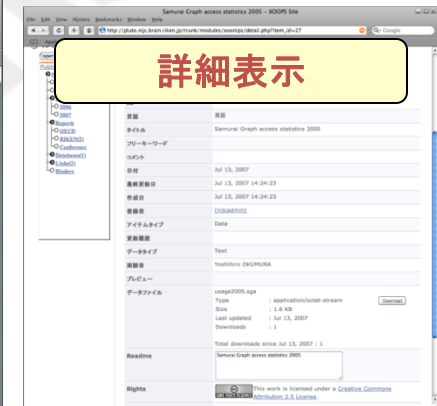 Samurai Graph access statistics 2005 - XOOPS Site
File Edit View History Bookmarks Window Help
http://pluto.nijc.brain.riken.jp/trunk/modules/xoonips/detail.php?item_id=27
Google
詳細表示
2006
2007
Reports
OECD
RIKEN(2)
Conference
Databases(1)
Links(2)
Binders
言語 英語
タイトル Samurai Graph access statistics 2005
フリーキーワード
コメント
日付 Jul 13, 2007
最終更新日 Jul 13, 2007 14:24:23
作成日 Jul 13, 2007 14:24:23
登録者 (nijcadmin)
アイテムタイプ Data
更新履歴
データタイプ Text
実験者 Yoshihiro OKUMURA
プレビュー
データファイル usage2005.sga
Type : application/octet-stream Download
Size : 1.6 KB
Last updated : Jul 13, 2007
Downloads : 1
Total downloads since Jul 13, 2007 : 1
Readme Samurai Graph access statistics 2005
Rights This work is licensed under a Creative Commons
Attribution 2.5 License.